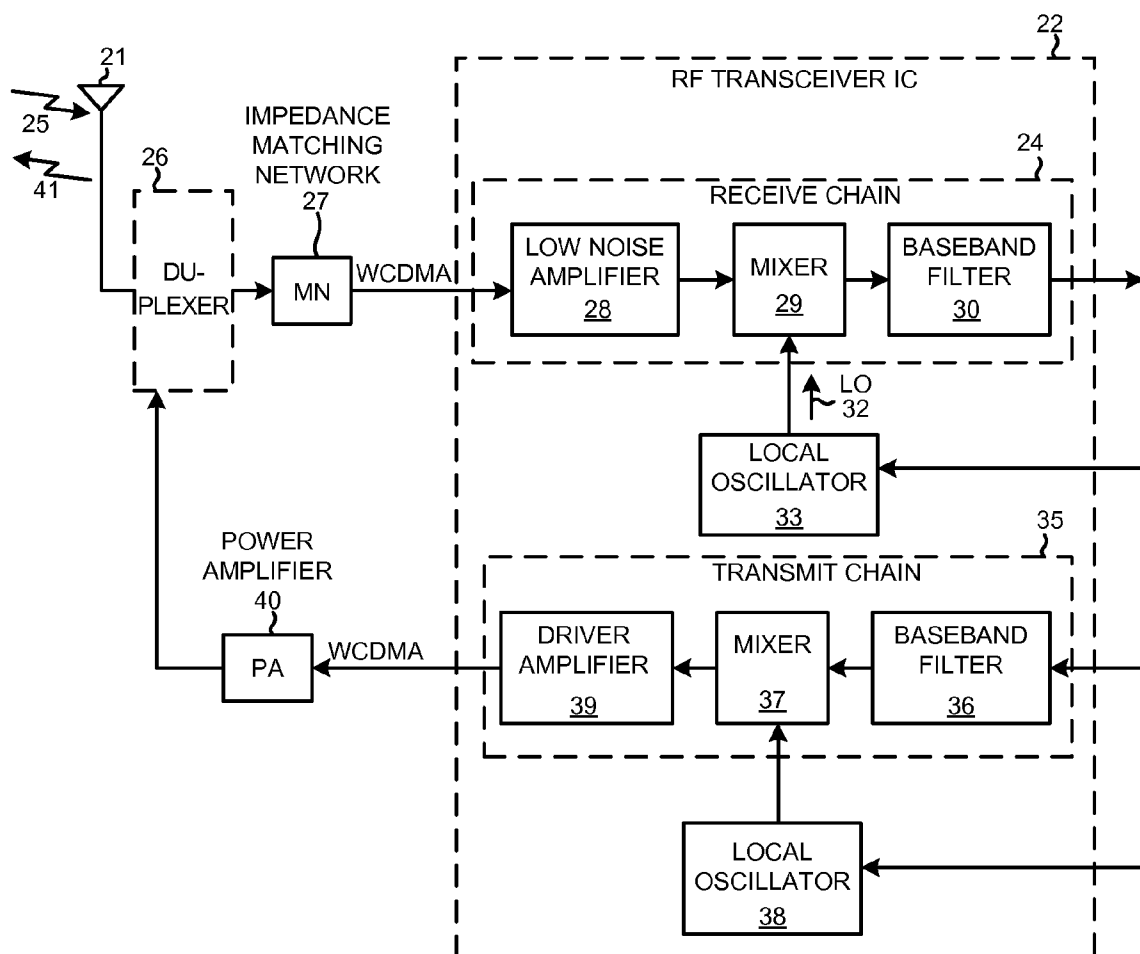 22
21
RF TRANSCEIVER IC
25
IMPEDANCE
MATCHING
NETWORK
26
41
27
24
RECEIVE CHAIN
LOW NOISE
AMPLIFIER
28
MIXER
29
BASEBAND
FILTER
30
WCDMA
DU-
PLEXER
MN
LO
32
LOCAL
OSCILLATOR
33
35
POWER
AMPLIFIER
40
TRANSMIT CHAIN
DRIVER
AMPLIFIER
39
MIXER
37
BASEBAND
FILTER
36
WCDMA
PA
LOCAL
OSCILLATOR
38